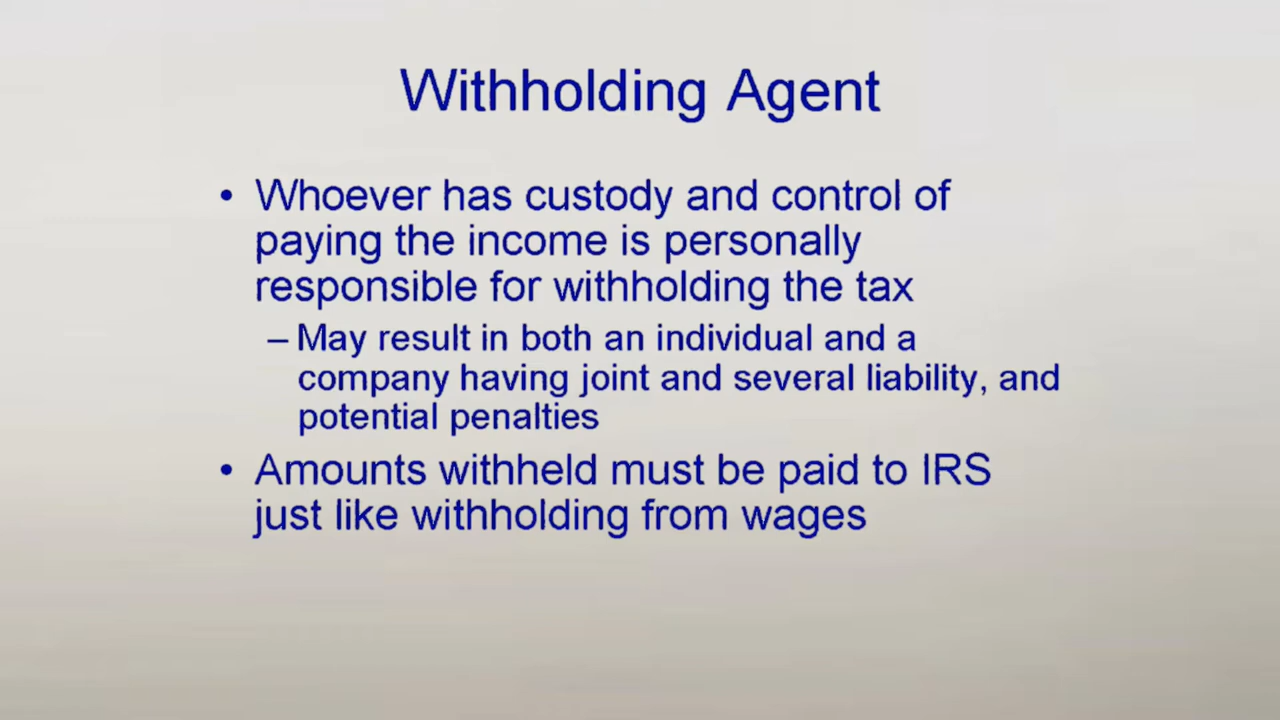 Withholding Agent
• Whoever has custody and control of
paying the income is personally
responsible for withholding the tax
– May result in both an individual and a
company having joint and several liability, and
potential penalties
• Amounts withheld must be paid to IRS
just like withholding from wages